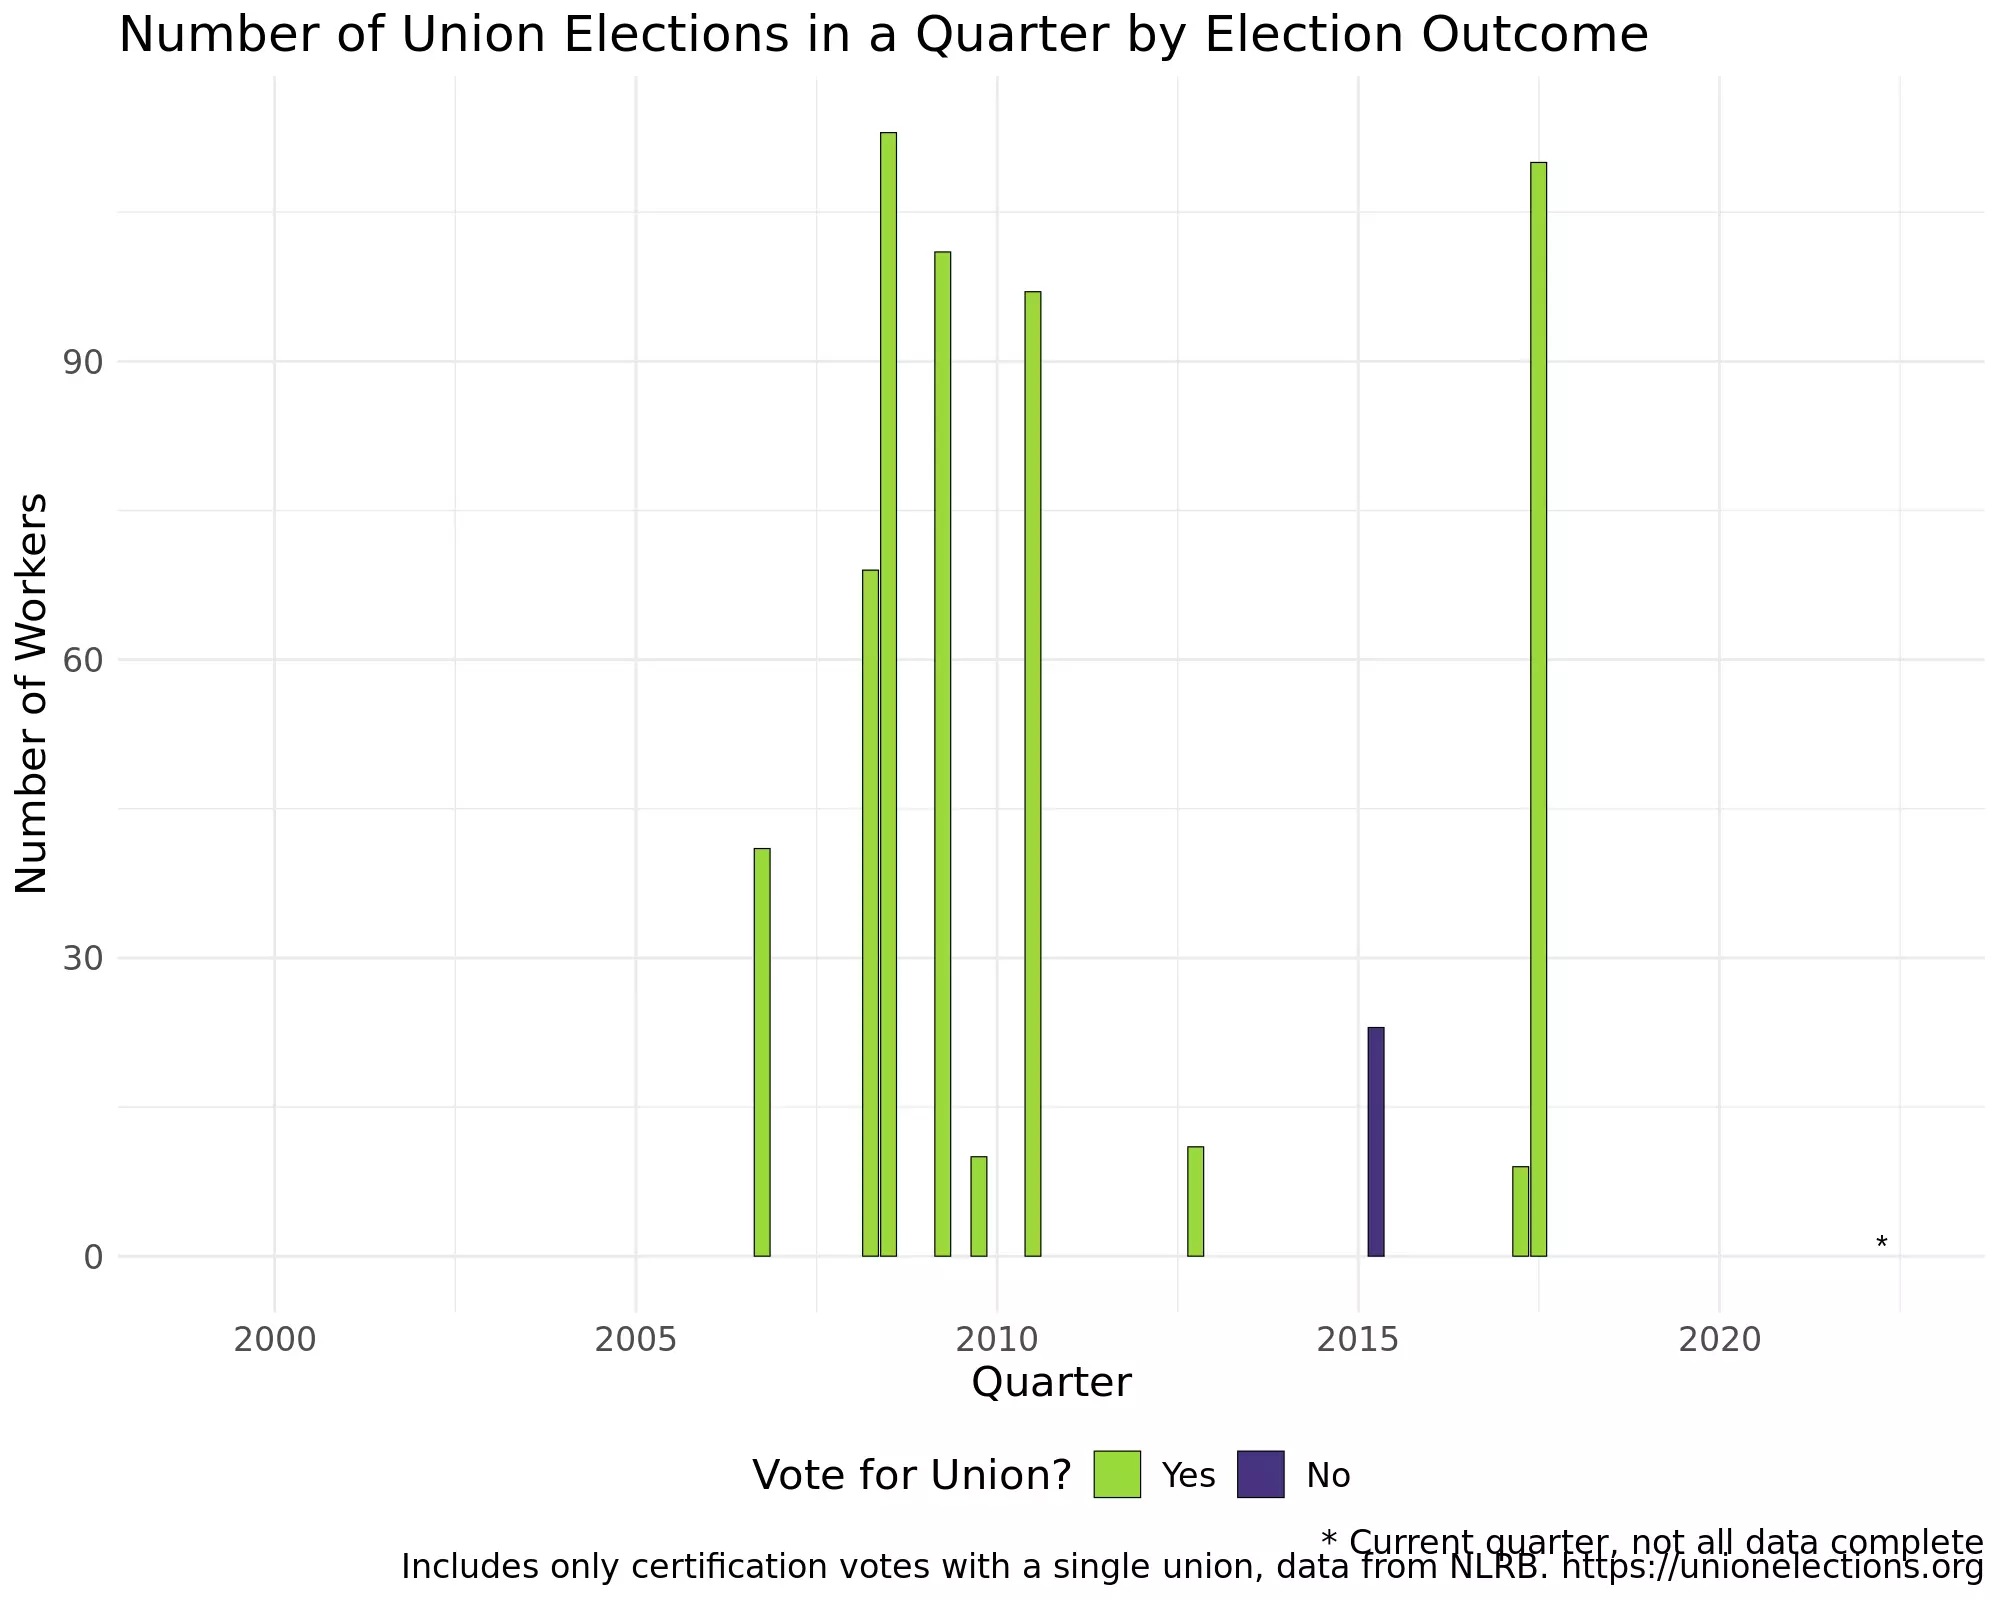 Number of Union Elections in a Quarter by Election Outcome
Number of Workers
90
60
30
0
*
2000 2005 2010 2015 2020
Quarter
Vote for Union? Yes No
* Current quarter, not all data complete
Includes only certification votes with a single union, data from NLRB. https://unionelections.org